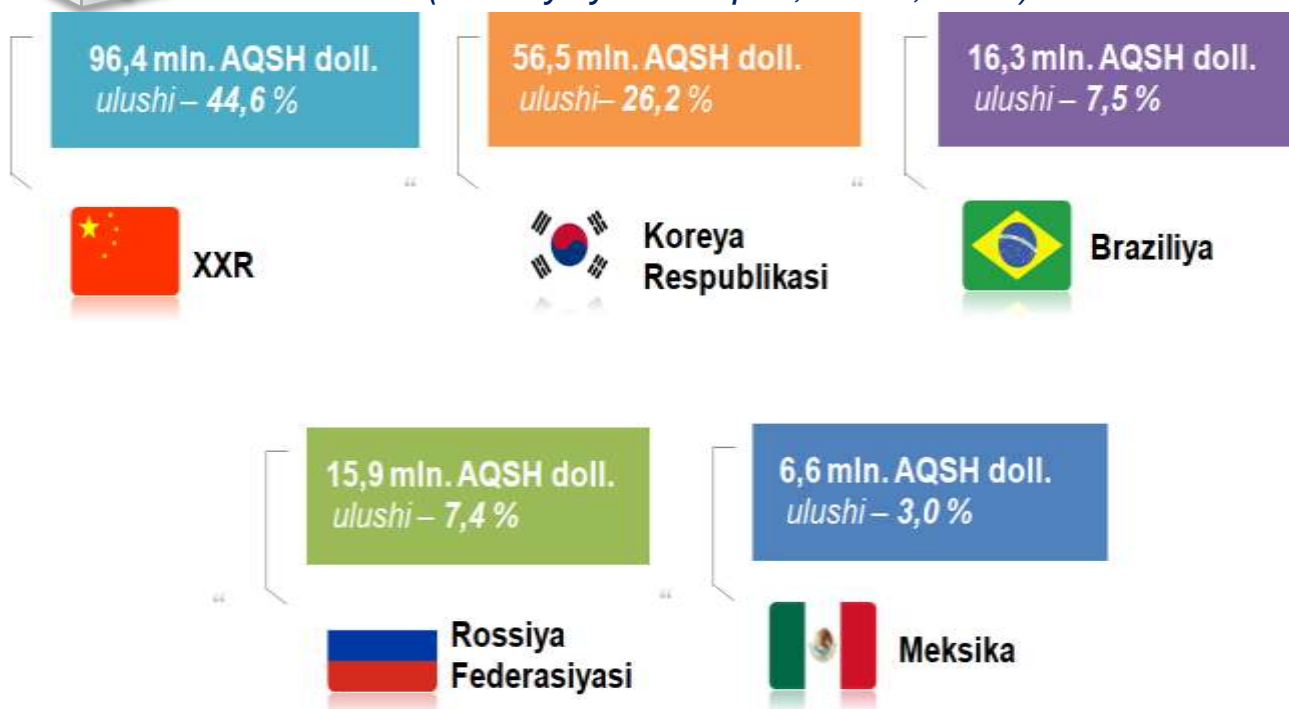 96,4 mln. AQSH doll.
ulushi – 44,6 %
56,5 mln. AQSH doll.
ulushi– 26,2 %
16,3 mln. AQSH doll.
ulushi – 7,5 %
XXR
Koreya
Respublikasi
Braziliya
15,9 mln. AQSH doll.
ulushi – 7,4 %
6,6 mln. AQSH doll.
ulushi – 3,0 %
Rossiya
Federasiyasi
Meksika